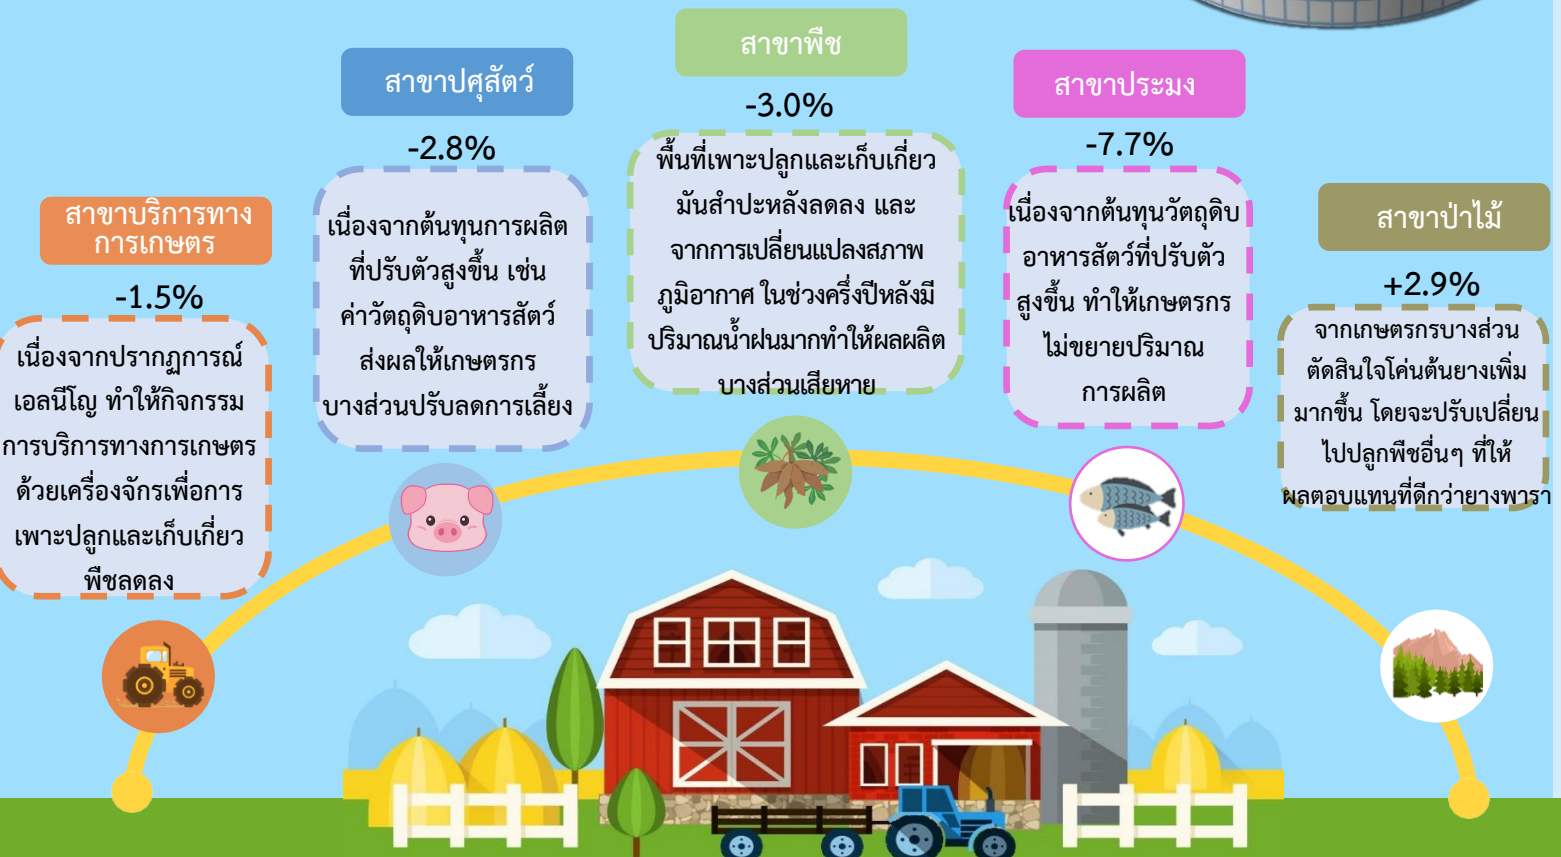 สาขาบริการทาง
การเกษตร
-1.5%
เนื่องจากปรากฏการณ์
เอลนีโญ ทำให้กิจกรรม
การบริการทางการเกษตร
ด้วยเครื่องจักรเพื่อการ
เพาะปลูกและเก็บเกี่ยว
พืชลดลง
สาขาปศุสัตว์
-2.8%
เนื่องจากต้นทุนการผลิต
ที่ปรับตัวสูงขึ้น เช่น
ค่าวัตถุดิบอาหารสัตว์
ส่งผลให้เกษตรกร
บางส่วนปรับลดการเลี้ยง
สาขาพืช
-3.0%
พื้นที่เพาะปลูกและเก็บเกี่ยว
มันสำปะหลังลดลง และ
จากการเปลี่ยนแปลงสภาพ
ภูมิอากาศ ในช่วงครึ่งปีหลังมี
ปริมาณน้ำฝนมากทำให้ผลผลิต
บางส่วนเสียหาย
สาขาประมง
-7.7%
เนื่องจากต้นทุนวัตถุดิบ
อาหารสัตว์ที่ปรับตัว
สูงขึ้น ทำให้เกษตรกร
ไม่ขยายปริมาณ
การผลิต
สาขาป่าไม้
+2.9%
จากเกษตรกรบางส่วน
ตัดสินใจโค่นต้นยางเพิ่ม
มากขึ้น โดยจะปรับเปลี่ยน
ไปปลูกพืชอื่นๆ ที่ให้
ผลตอบแทนที่ดีกว่ายางพารา